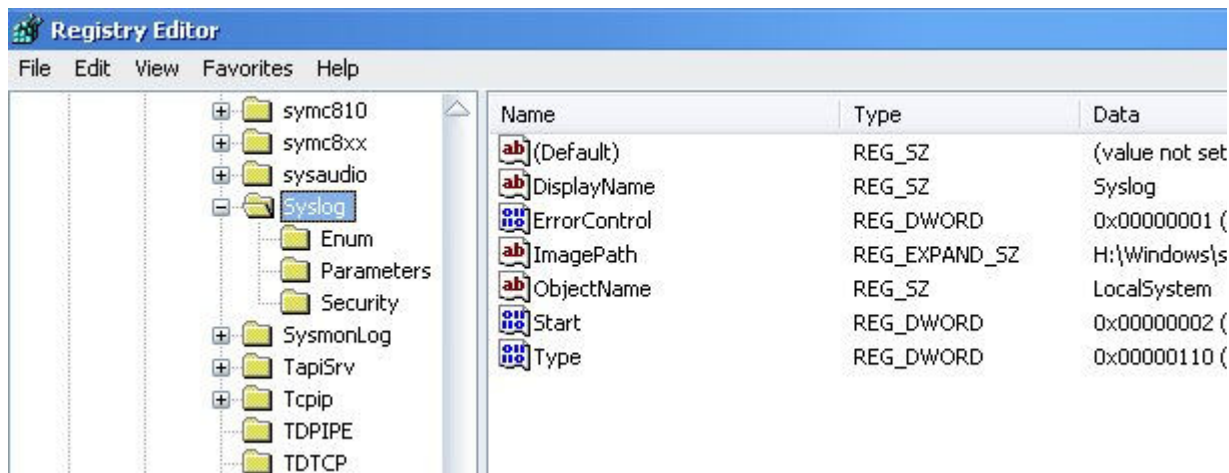 Registry Editor
File Edit View Favorites Help
symc810
symc8xx
sysaudio
Syslog
Enum
Parameters
Security
SysmonLog
TapiSrv
Tcpip
TDPIPE
TDTCP
Name Type Data
(Default) REG_SZ (value not set
DisplayName REG_SZ Syslog
ErrorControl REG_DWORD 0x00000001 (
ImagePath REG_EXPAND_SZ H:\Windows\s
ObjectName REG_SZ LocalSystem
Start REG_DWORD 0x00000002 (
Type REG_DWORD 0x00000110 (